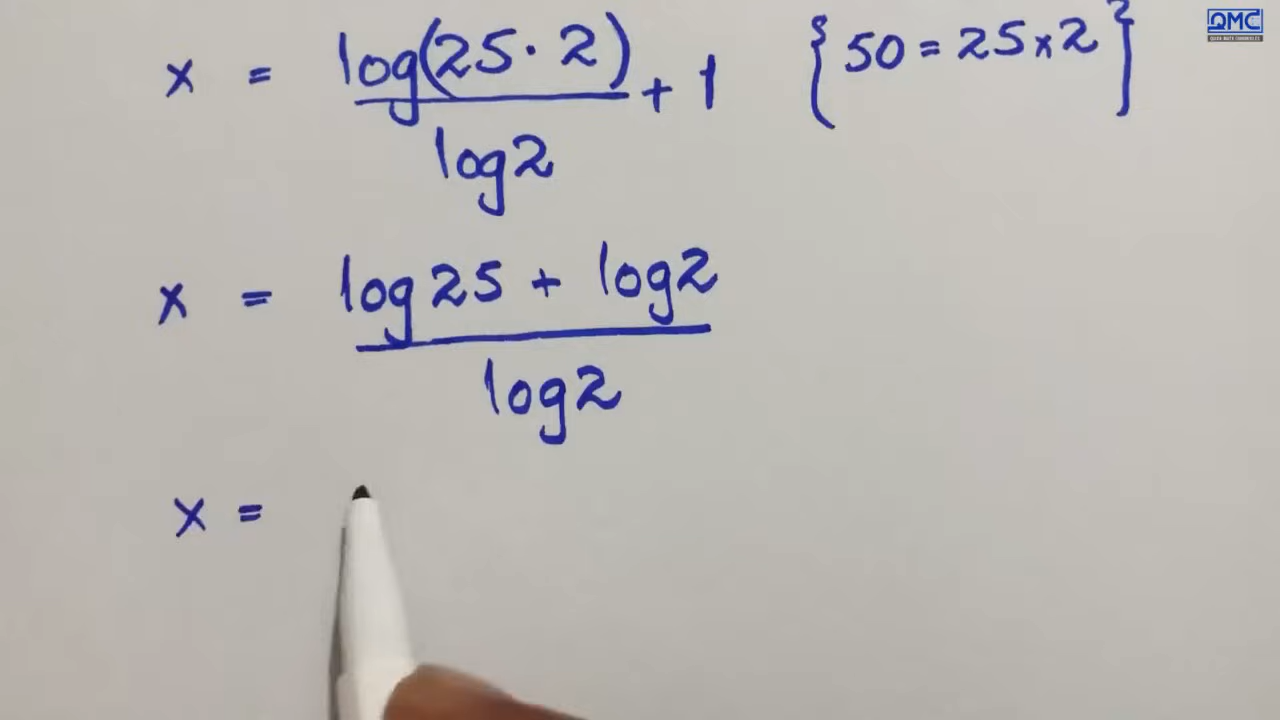 x = log(25·2) / log2 + 1 {50 = 25×2}
x = log25 + log2 / log2
x =
QMC